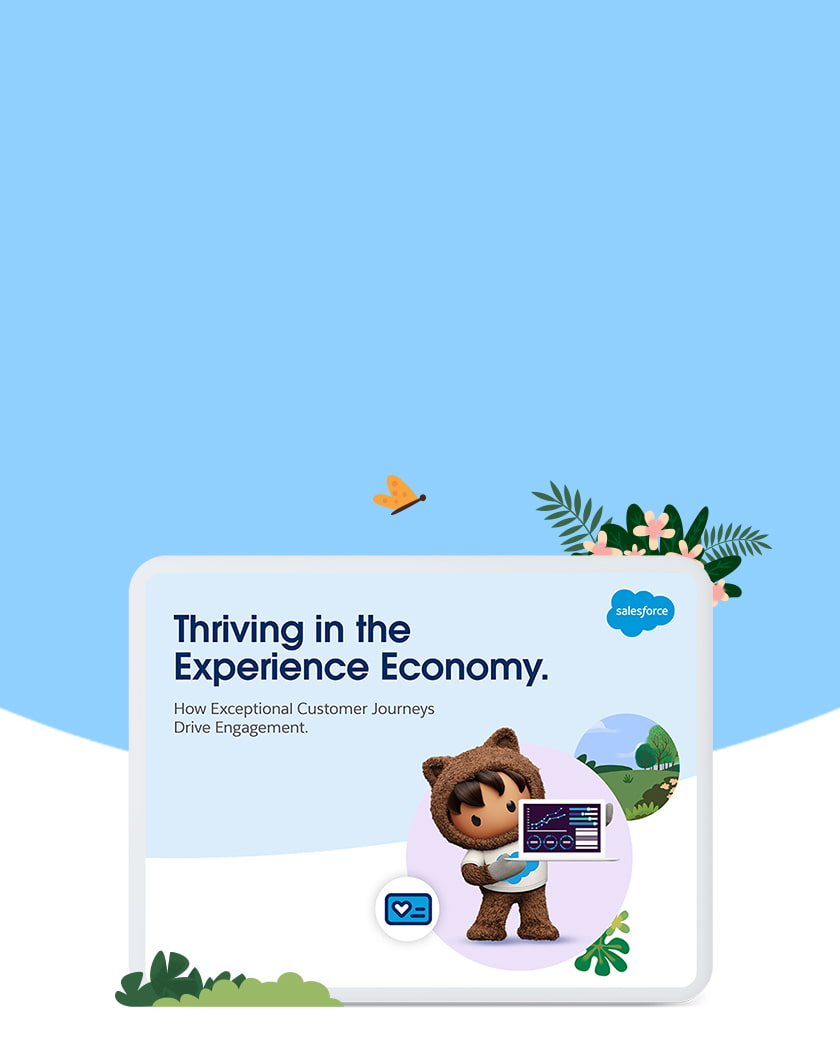 Thriving in the
Experience Economy.
salesforce
How Exceptional Customer Journeys
Drive Engagement.